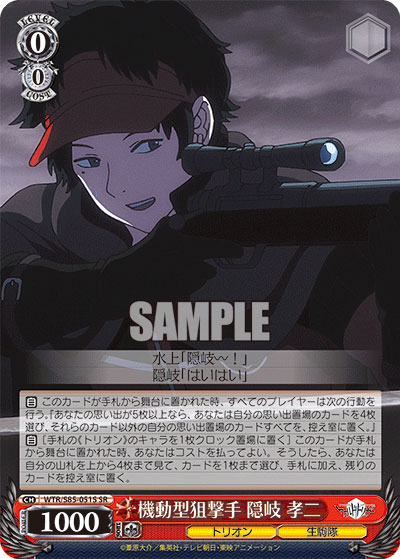 LEVEL
0
0
COST
SAMPLE
水上「隠岐～！」
隠岐「はいはい」
このカードが手札から舞台に置かれた時、すべてのプレイヤーは次の行動を
行う。『あなたの思い出が5枚以上なら、あなたは自分の思い出置場のカードを4枚
選び、それらのカード以外の自分の思い出置場のカードすべてを、控え室に置く。』
［手札の《トリオン》のキャラを1枚クロック置場に置く］ このカードが手札か
ら舞台に置かれた時、あなたはコストを払ってよい。そうしたら、あなたは自
分の山札を上から4枚まで見て、カードを1枚まで選び、手札に加え、残りの
カードを控え室に置く。
CH WTR/S85-051S SR
機動型狙撃手 隠岐 孝二
1000
トリオン 生駒隊
©葦原大介／集英社・テレビ朝日・東映アニメーション